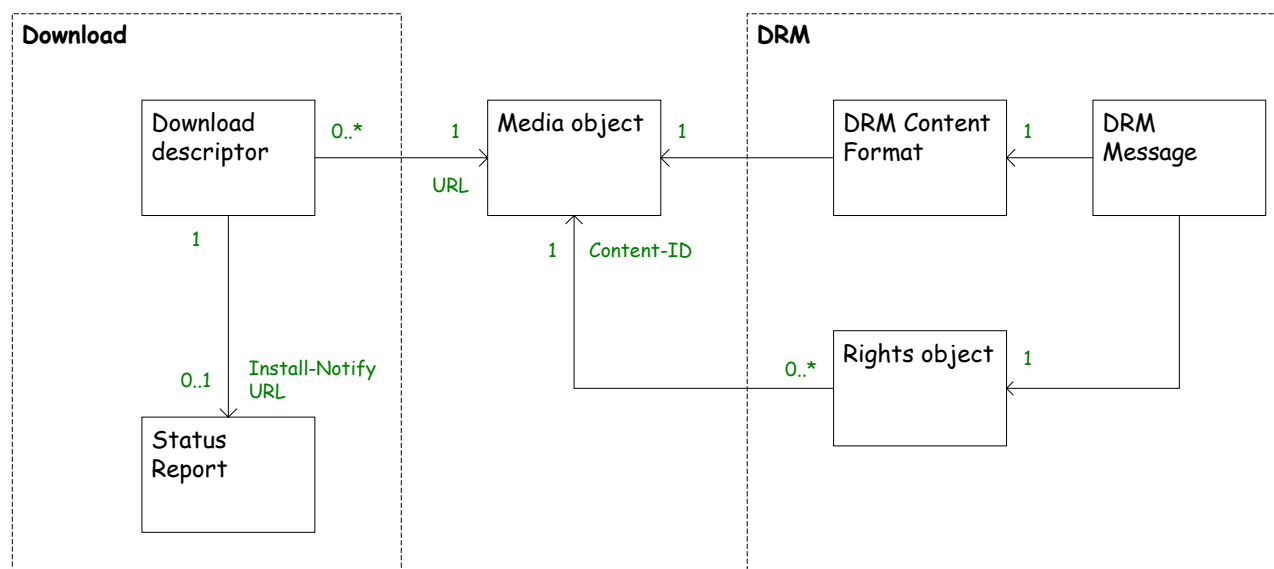 Download
DRM
Download
descriptor
0..*
1
URL
Media object
1
DRM Content
Format
1
DRM
Message
1
1
Content-ID
0..1
Install-Notify
URL
Status
Report
0..*
Rights object
1